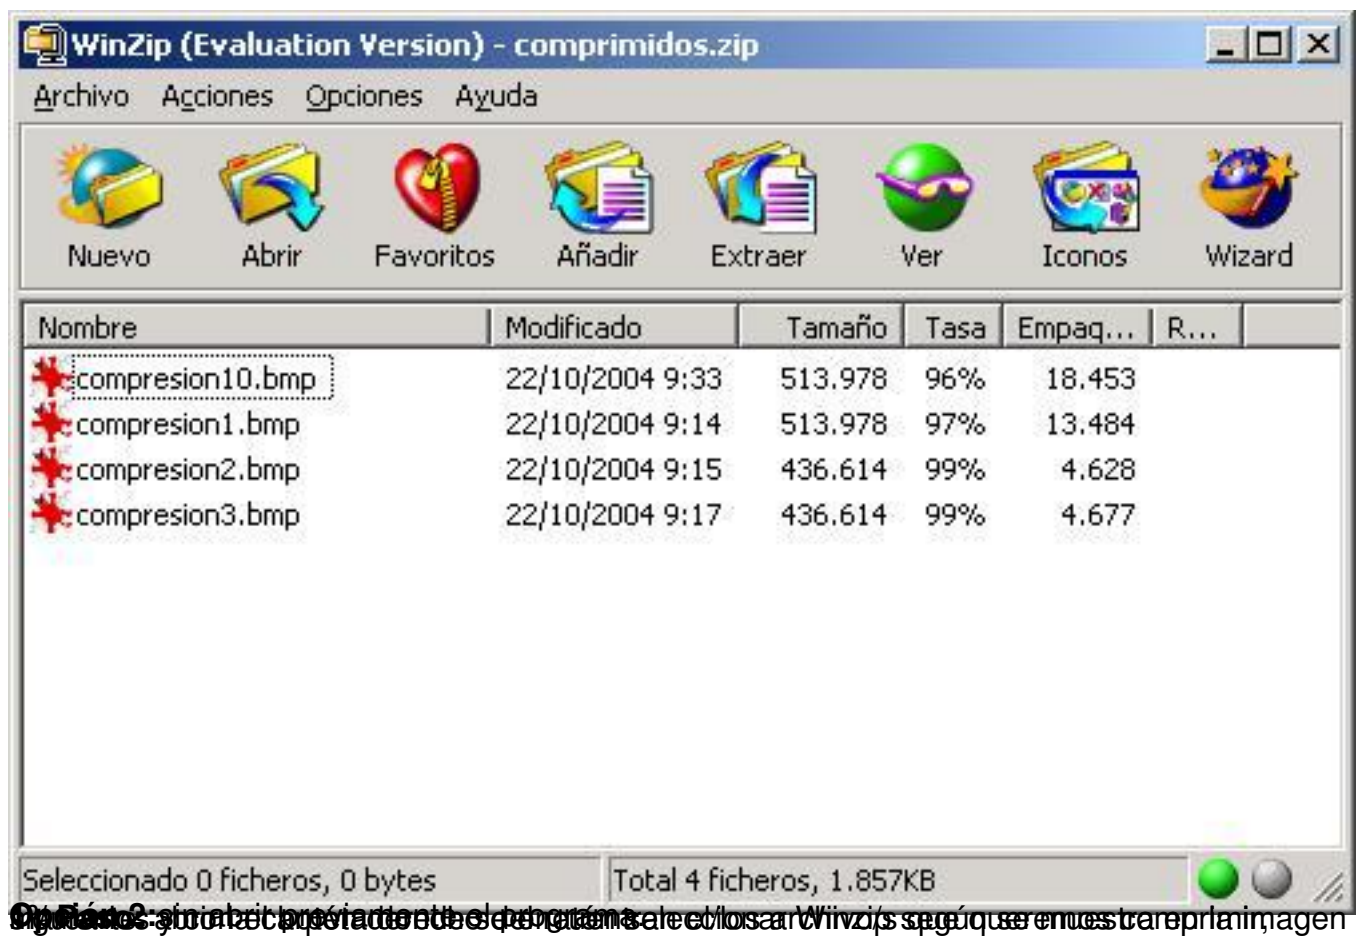 WinZip (Evaluation Version) - comprimidos.zip
Archivo Acciones Opciones Ayuda
Nuevo Abrir Favoritos Añadir Extraer Ver Iconos Wizard
Nombre Modificado Tamaño Tasa Empaq... R...
compresion10.bmp 22/10/2004 9:33 513.978 96% 18.453
compresion1.bmp 22/10/2004 9:14 513.978 97% 13.484
compresion2.bmp 22/10/2004 9:15 436.614 99% 4.628
compresion3.bmp 22/10/2004 9:17 436.614 99% 4.677
Seleccionado 0 ficheros, 0 bytes Total 4 ficheros, 1.857KB